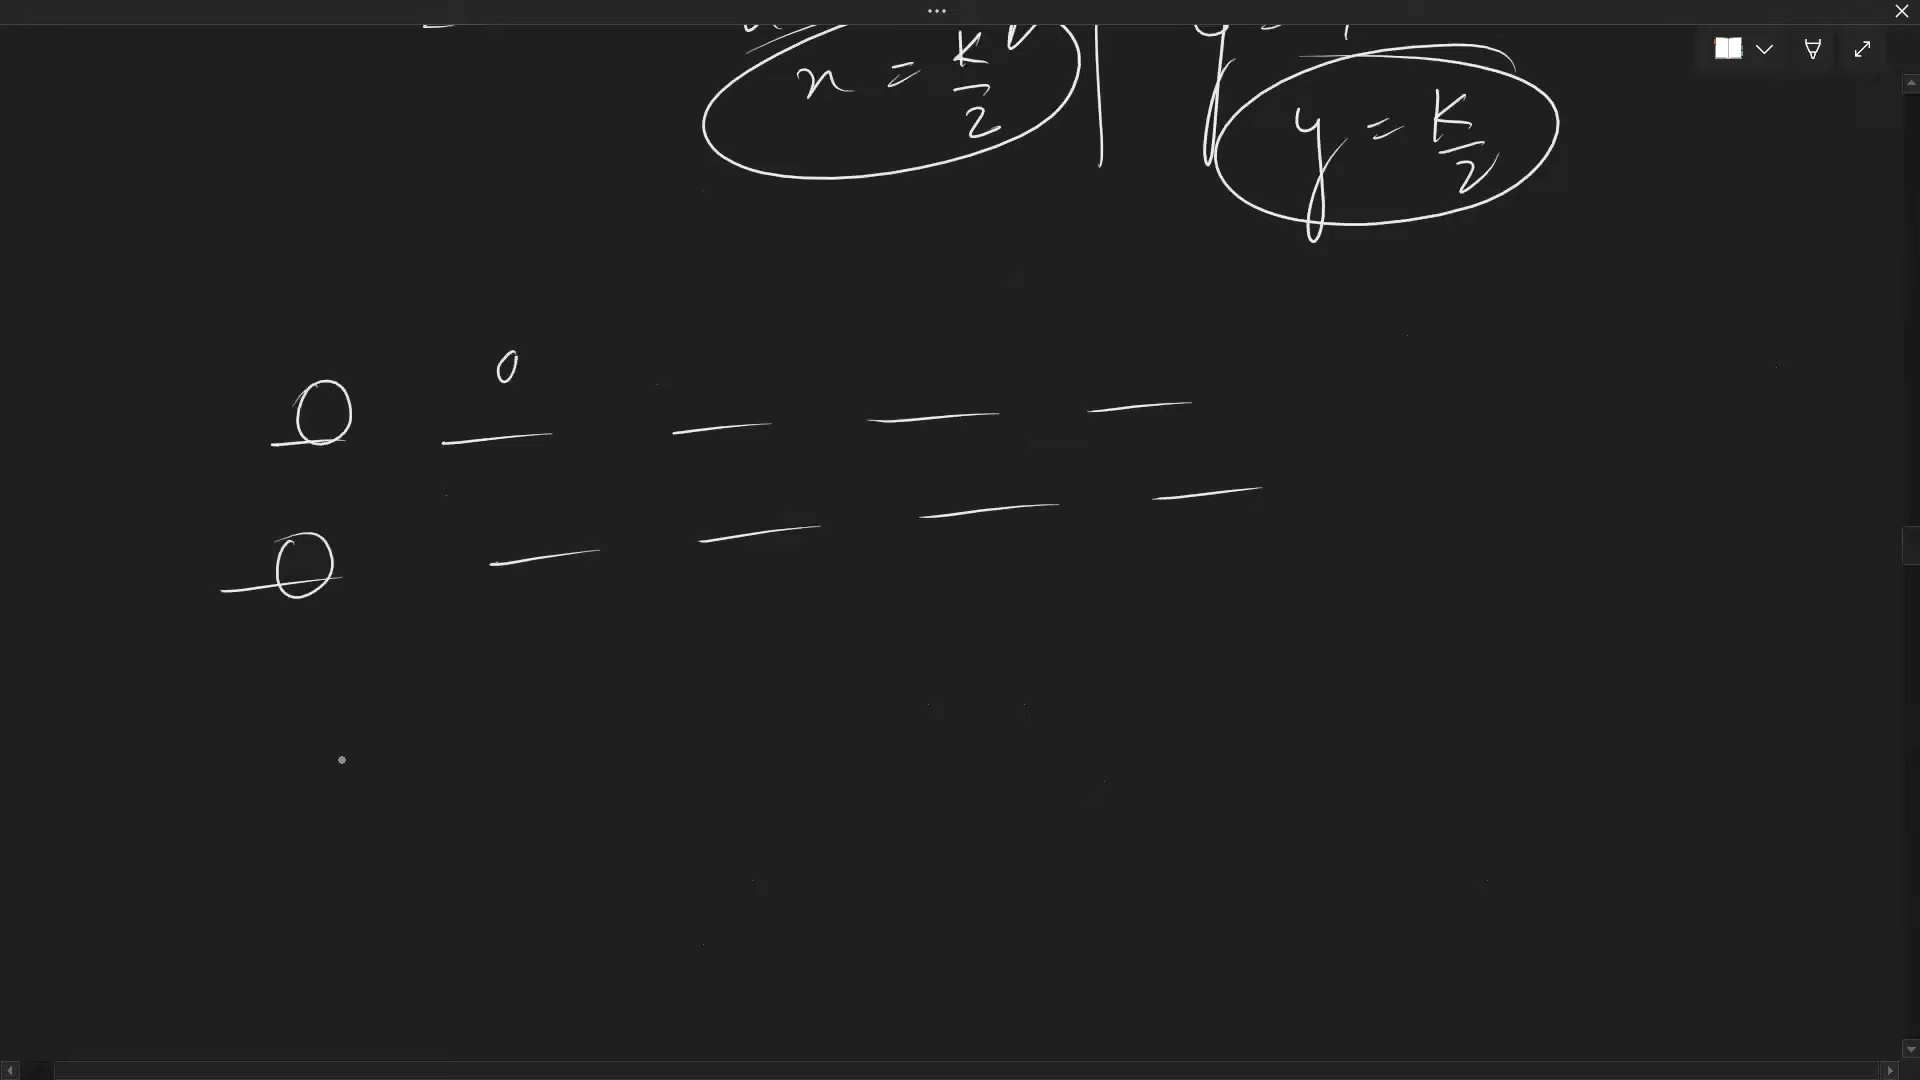 x = K/2
y = K/2
0 0 _ _ _
0 _ _ _ _